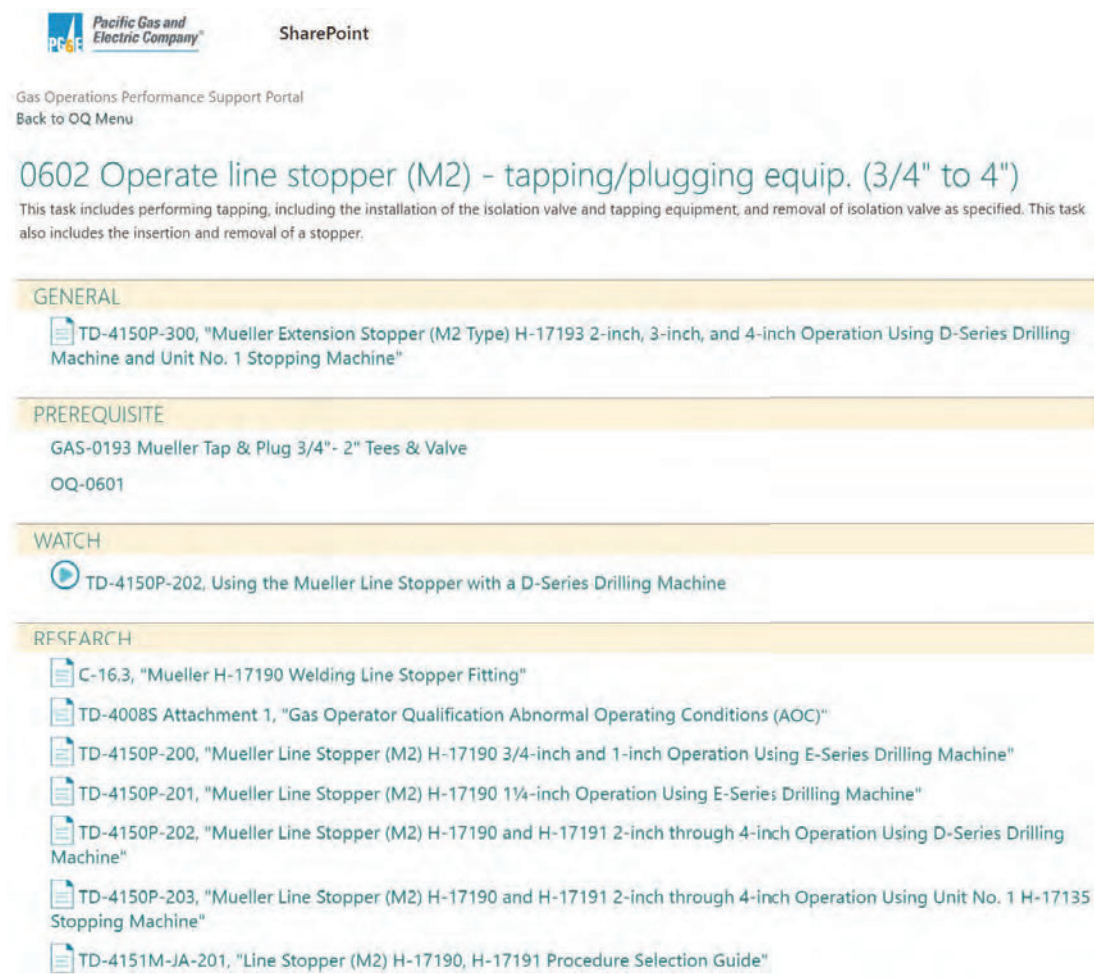 Pacific Gas and
Electric Company®
PG&E
SharePoint
Gas Operations Performance Support Portal
Back to OQ Menu
0602 Operate line stopper (M2) - tapping/plugging equip. (3/4" to 4")
This task includes performing tapping, including the installation of the isolation valve and tapping equipment, and removal of isolation valve as specified. This task
also includes the insertion and removal of a stopper.
GENERAL
TD-4150P-300, "Mueller Extension Stopper (M2 Type) H-17193 2-inch, 3-inch, and 4-inch Operation Using D-Series Drilling
Machine and Unit No. 1 Stopping Machine"
PREREQUISITE
GAS-0193 Mueller Tap & Plug 3/4"- 2" Tees & Valve
OQ-0601
WATCH
TD-4150P-202, Using the Mueller Line Stopper with a D-Series Drilling Machine
RESEARCH
C-16.3, "Mueller H-17190 Welding Line Stopper Fitting"
TD-4008S Attachment 1, "Gas Operator Qualification Abnormal Operating Conditions (AOC)"
TD-4150P-200, "Mueller Line Stopper (M2) H-17190 3/4-inch and 1-inch Operation Using E-Series Drilling Machine"
TD-4150P-201, "Mueller Line Stopper (M2) H-17190 1¼-inch Operation Using E-Series Drilling Machine"
TD-4150P-202, "Mueller Line Stopper (M2) H-17190 and H-17191 2-inch through 4-inch Operation Using D-Series Drilling
Machine"
TD-4150P-203, "Mueller Line Stopper (M2) H-17190 and H-17191 2-inch through 4-inch Operation Using Unit No. 1 H-17135
Stopping Machine"
TD-4151M-JA-201, "Line Stopper (M2) H-17190, H-17191 Procedure Selection Guide"